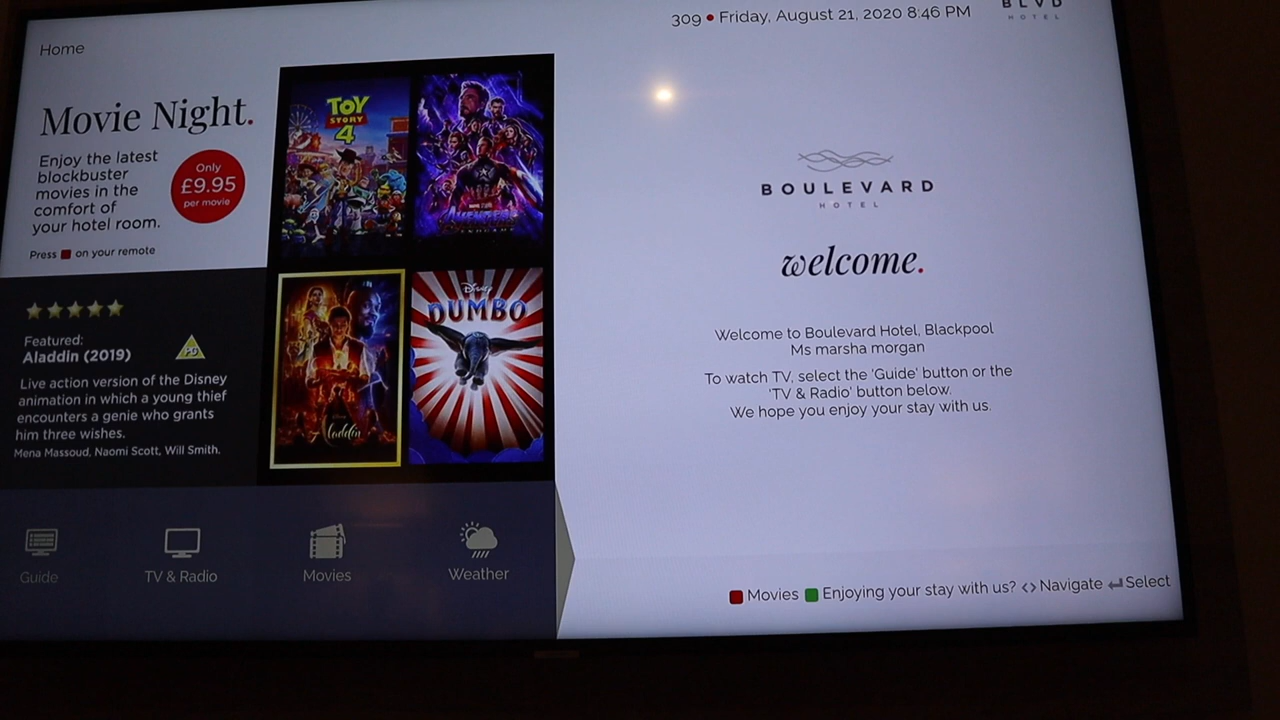 309 • Friday, August 21, 2020 8:46 PM
BLVD
HOTEL
Home
Movie Night.
Enjoy the latest
blockbuster
movies in the
comfort of
your hotel room.
Only
£9.95
per movie
Press on your remote
TOY
STORY
4
AVENGERS
Featured:
Aladdin (2019)
PG
Live action version of the Disney
animation in which a young thief
encounters a genie who grants
him three wishes.
Mena Massoud, Naomi Scott, Will Smith.
Aladdin
Disney
DUMBO
Guide
TV & Radio
Movies
Weather
BOULEVARD
HOTEL
welcome.
Welcome to Boulevard Hotel, Blackpool
Ms marsha morgan
To watch TV, select the 'Guide' button or the
'TV & Radio' button below.
We hope you enjoy your stay with us.
Movies Enjoying your stay with us? <> Navigate Select